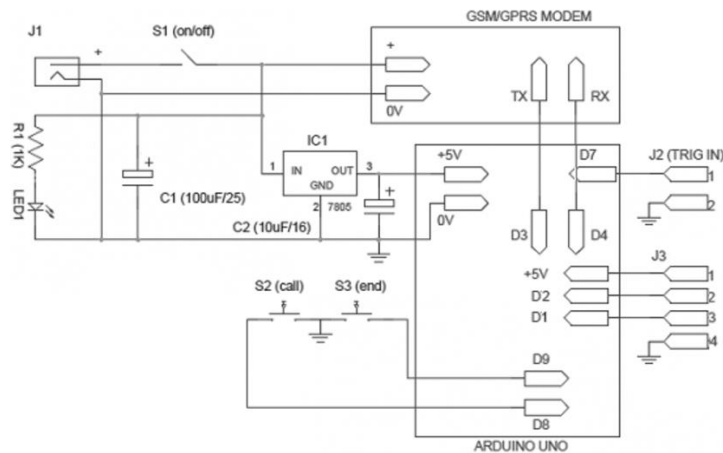 GSM/GPRS MODEM
J1
S1 (on/off)
+
+
0V
TX
RX
R1 (1K)
LED1
+
C1 (100uF/25)
IC1
1
IN
OUT
3
GND
2
7805
+
C2 (10uF/16)
+5V
0V
D7
J2 (TRIG IN)
1
2
D3
D4
J3
+5V
1
D2
2
D1
3
4
S2 (call)
S3 (end)
D9
D8
ARDUINO UNO